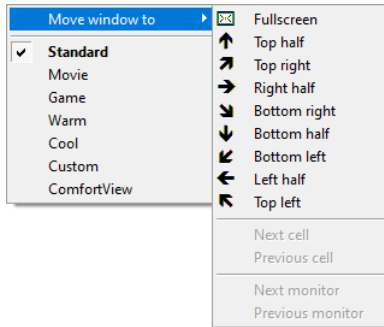 Move window to
Standard
Movie
Game
Warm
Cool
Custom
ComfortView
Fullscreen
Top half
Top right
Right half
Bottom right
Bottom half
Bottom left
Left half
Top left
Next cell
Previous cell
Next monitor
Previous monitor